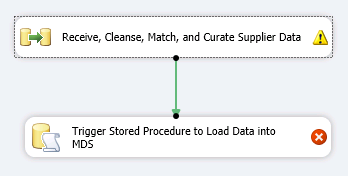 Receive, Cleanse, Match, and Curate Supplier Data
Trigger Stored Procedure to Load Data into
MDS